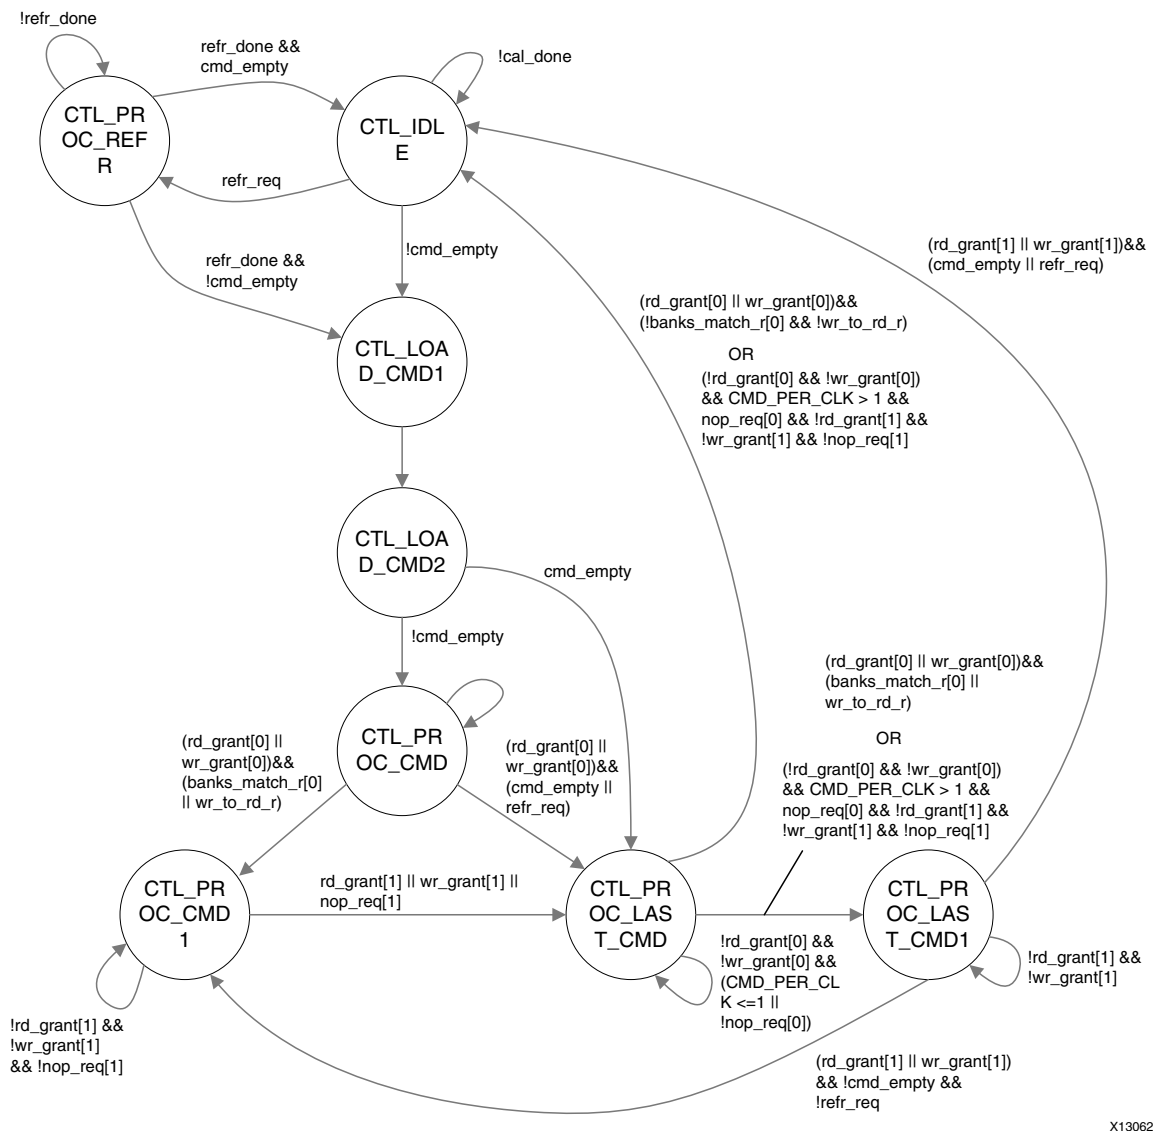 !refr_done
refr_done &&
cmd_empty
!cal_done
CTL_PR
OC_REF
R
CTL_IDL
E
refr_req
!cmd_empty
refr_done &&
!cmd_empty
(rd_grant[1] || wr_grant[1])&&
(cmd_empty || refr_req)
(rd_grant[0] || wr_grant[0])&&
(!banks_match_r[0] && !wr_to_rd_r)
OR
(!rd_grant[0] && !wr_grant[0])
&& CMD_PER_CLK > 1 &&
nop_req[0] && !rd_grant[1] &&
!wr_grant[1] && !nop_req[1]
CTL_LOA
D_CMD1
CTL_LOA
D_CMD2
cmd_empty
!cmd_empty
(rd_grant[0] || wr_grant[0])&&
(banks_match_r[0] ||
wr_to_rd_r)
OR
(!rd_grant[0] && !wr_grant[0])
&& CMD_PER_CLK > 1 &&
nop_req[0] && !rd_grant[1] &&
!wr_grant[1] && !nop_req[1]
CTL_PR
OC_CMD
(rd_grant[0] ||
wr_grant[0])&&
(banks_match_r[0]
|| wr_to_rd_r)
(rd_grant[0] ||
wr_grant[0])&&
(cmd_empty ||
refr_req)
CTL_PR
OC_CMD
1
rd_grant[1] || wr_grant[1] ||
nop_req[1]
CTL_PR
OC_LAS
T_CMD
CTL_PR
OC_LAS
T_CMD1
!rd_grant[0] &&
!wr_grant[0] &&
(CMD_PER_CL
K <=1 ||
!nop_req[0])
!rd_grant[1] &&
!wr_grant[1]
!rd_grant[1] &&
!wr_grant[1]
&& !nop_req[1]
(rd_grant[1] || wr_grant[1])
&& !cmd_empty &&
!refr_req
X13062